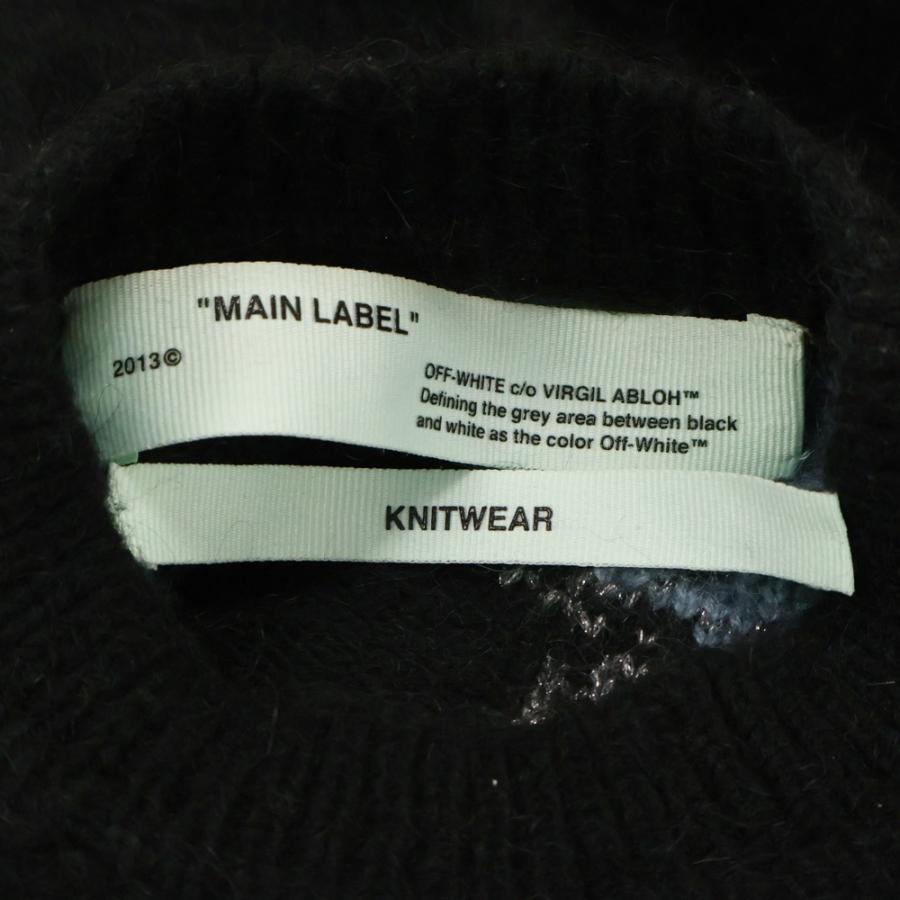 "MAIN LABEL"
2013©
OFF-WHITE c/o VIRGIL ABLOH™
Defining the grey area between black
and white as the color Off-White™
KNITWEAR